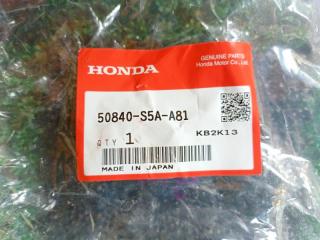 HONDA
GENUINE PARTS
Honda Motor Co., Ltd.
50840-S5A-A81
QTY 1
KB2K13
MADE IN JAPAN